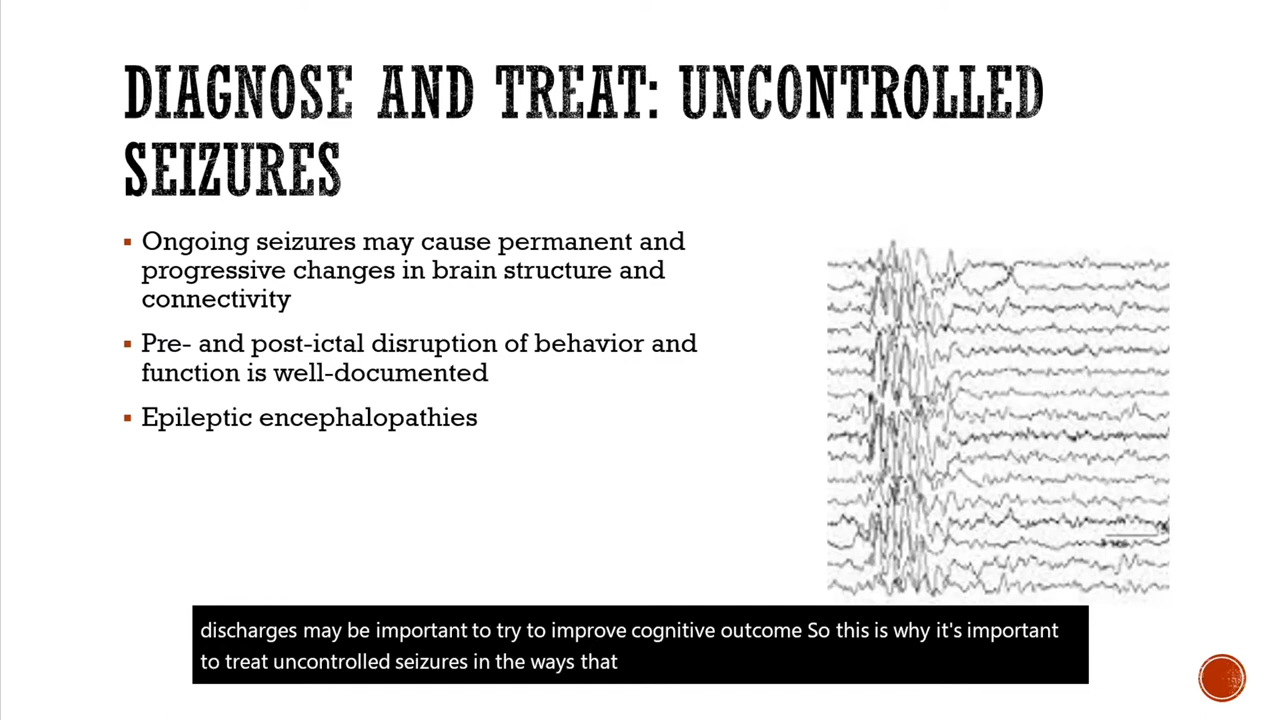 DIAGNOSE AND TREAT: UNCONTROLLED
SEIZURES
▪ Ongoing seizures may cause permanent and
progressive changes in brain structure and
connectivity
▪ Pre- and post-ictal disruption of behavior and
function is well-documented
▪ Epileptic encephalopathies
discharges may be important to try to improve cognitive outcome So this is why it's important
to treat uncontrolled seizures in the ways that